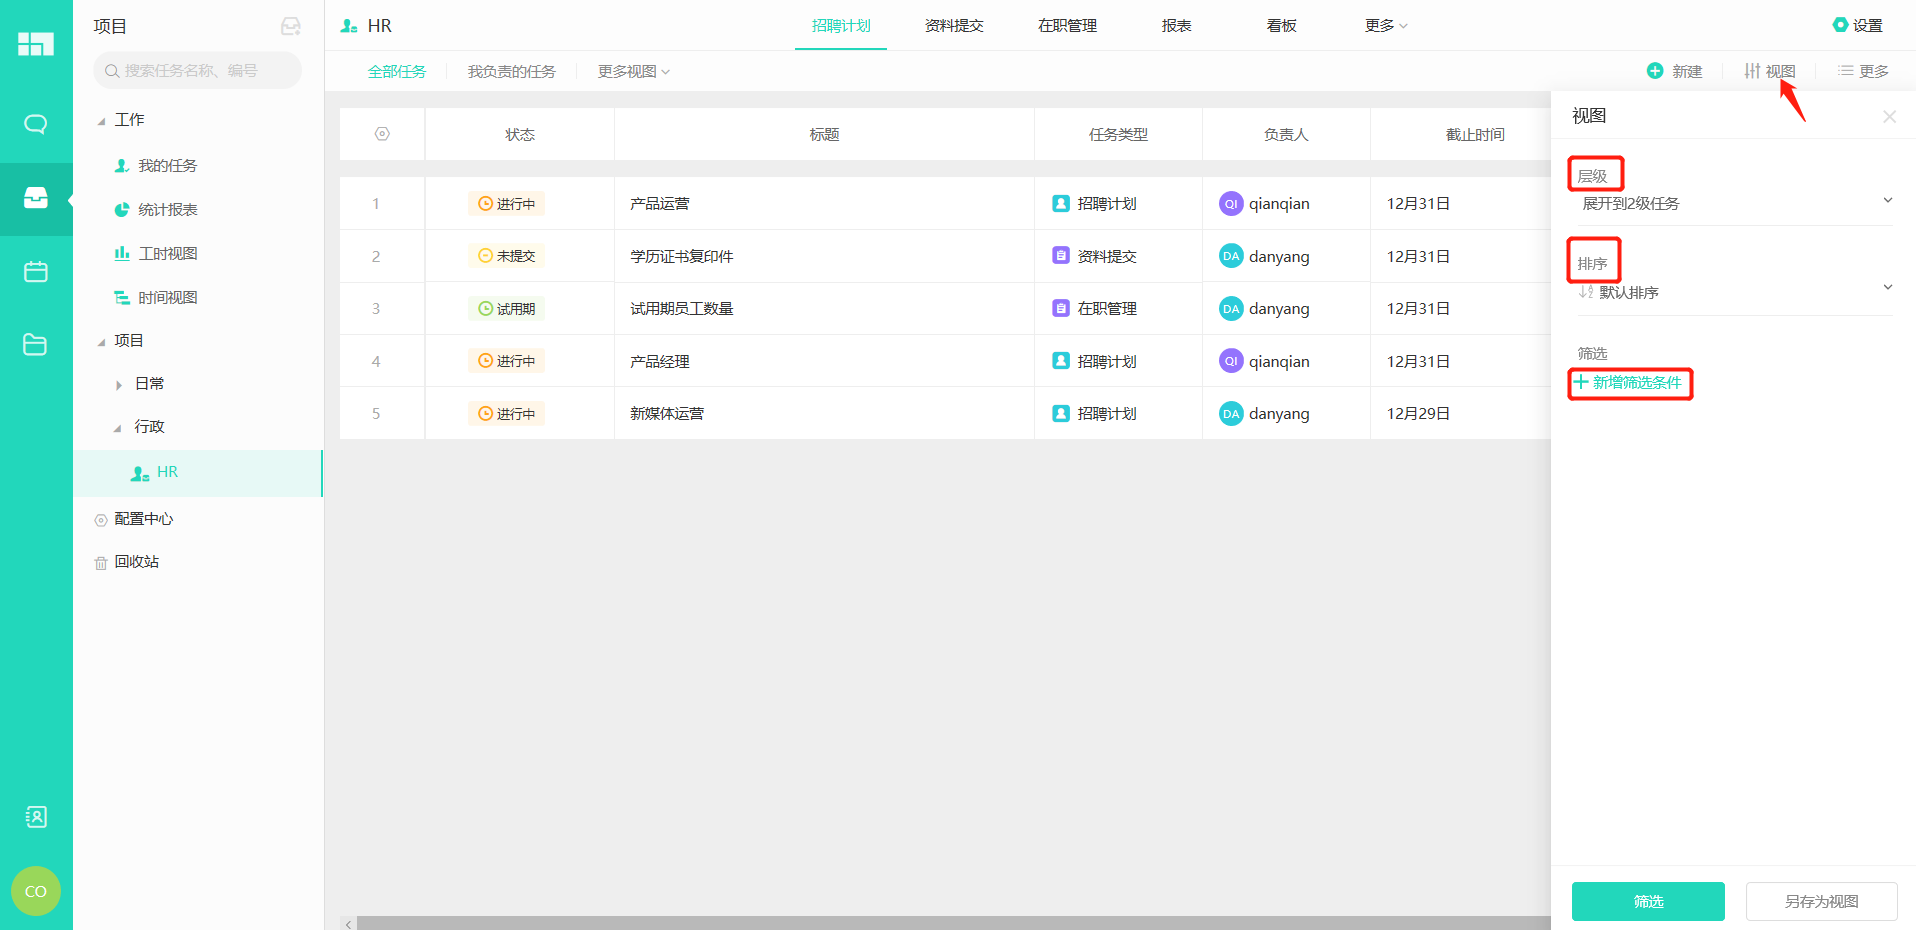 项目
搜索任务名称、编号
工作
我的任务
统计报表
工时视图
时间视图
项目
日常
行政
HR
配置中心
回收站
CO
HR
招聘计划 资料提交 在职管理 报表 看板 更多
设置
全部任务 我负责的任务 更多视图
新建 视图 更多
状态 标题 任务类型 负责人 截止时间
1 进行中 产品运营 招聘计划 QI qianqian 12月31日
2 未提交 学历证书复印件 资料提交 DA danyang 12月31日
3 试用期 试用期员工数量 在职管理 DA danyang 12月31日
4 进行中 产品经理 招聘计划 QI qianqian 12月31日
5 进行中 新媒体运营 招聘计划 DA danyang 12月29日
视图
层级
展开到2级任务
排序
默认排序
筛选
新增筛选条件
筛选 另存为视图